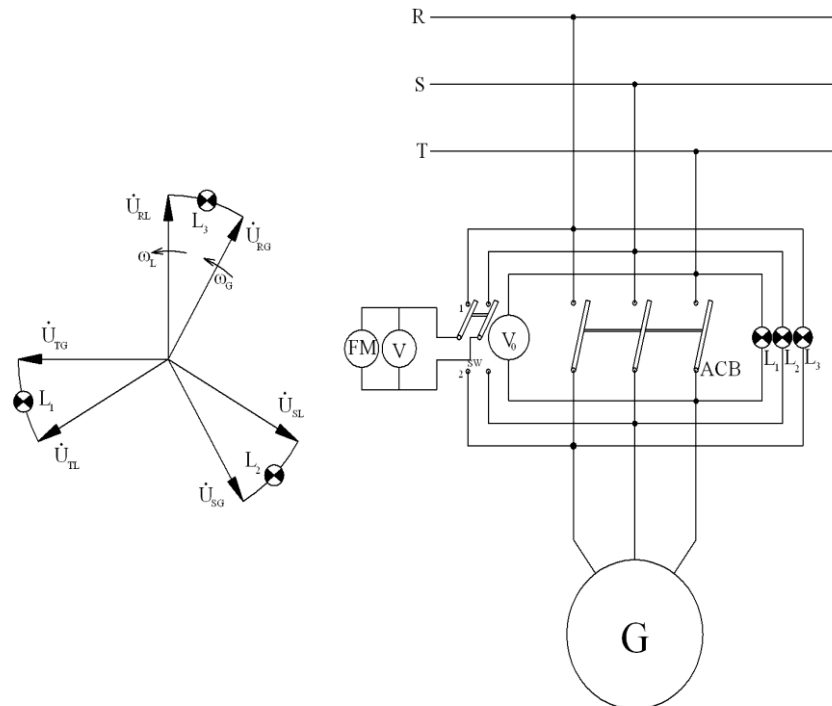 R
S
T
U̇RL
L3
U̇RG
ωL
ωG
U̇TG
L1
U̇TL
U̇SL
L2
U̇SG
1
FM
V
SW
2
V0
ACB
L1
L2
L3
G